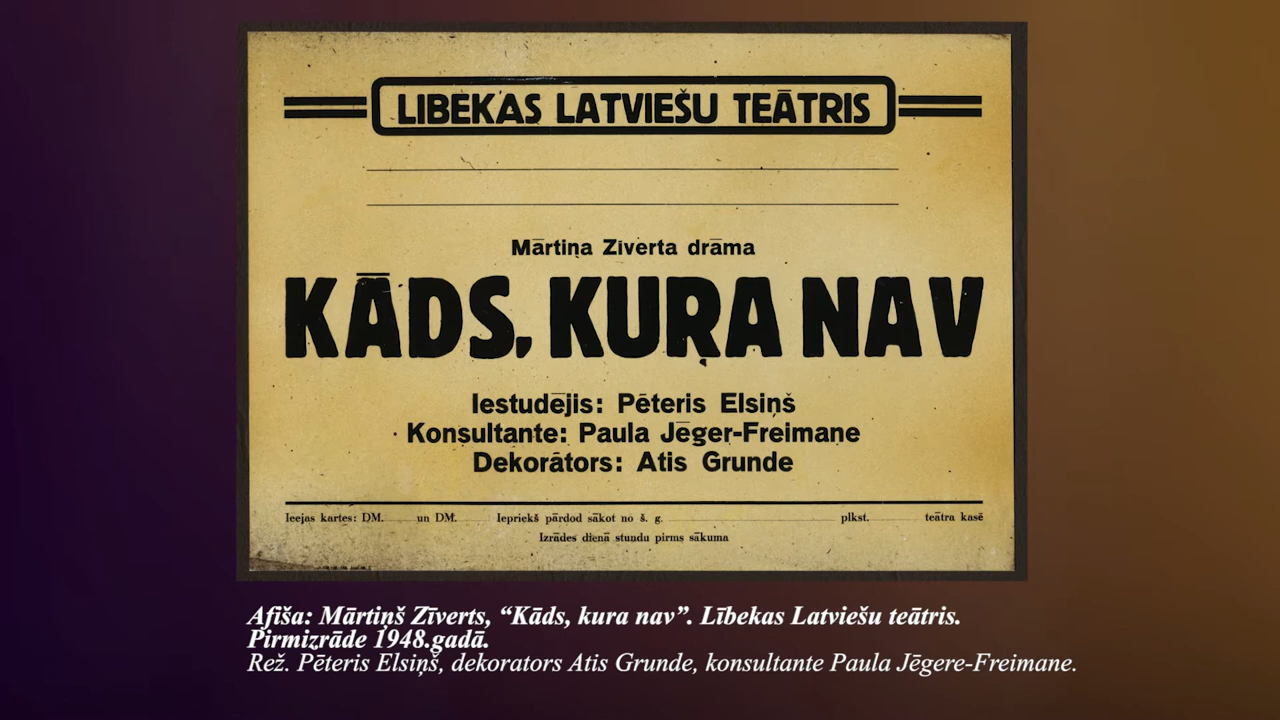 LIBEKAS LATVIEŠU TEĀTRIS
Mārtiņa Zīverta drāma
KĀDS, KUŖA NAV
Iestudējis: Pēteris Elsiņš
Konsultante: Paula Jēger-Freimane
Dekorātors: Atis Grunde
Ieejas kartes: DM. un DM. Iepriekš pārdod sākot no š. g. plkst. teātra kasē
Izrādes dienā stundu pirms sākuma
Afiša: Mārtiņš Zīverts, “Kāds, kura nav”. Lībekas Latviešu teātris.
Pirmizrāde 1948.gadā.
Rež. Pēteris Elsiņš, dekorators Atis Grunde, konsultante Paula Jēgere-Freimane.